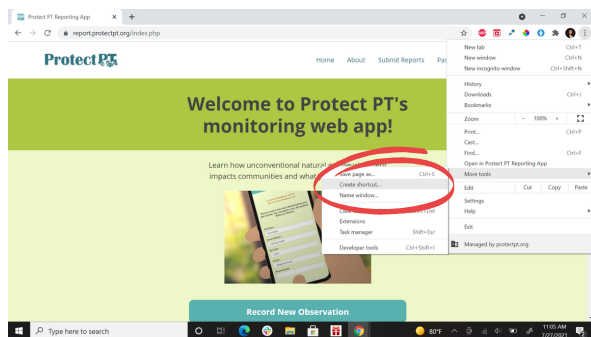 Protect PT Reporting App
report.protectpt.org/index.php
Protect PT
Home About Submit Reports Pas
Welcome to Protect PT's
monitoring web app!
Learn how unconventional natural
impacts communities and what
Record New Observation
New tab Ctrl+T
New window Ctrl+N
New incognito window Ctrl+Shift+N
History
Downloads Ctrl+J
Bookmarks
Zoom - 100% +
Print... Ctrl+P
Cast...
Find... Ctrl+F
Open in Protect PT Reporting App
More tools
Edit Cut Copy Paste
Settings
Help
Exit
Managed by protectpt.org
Save page as... Ctrl+S
Create shortcut...
Name window...
Extensions
Task manager Shift+Esc
Developer tools Ctrl+Shift+I
Type here to search
80°F
11:05 AM
7/27/2021